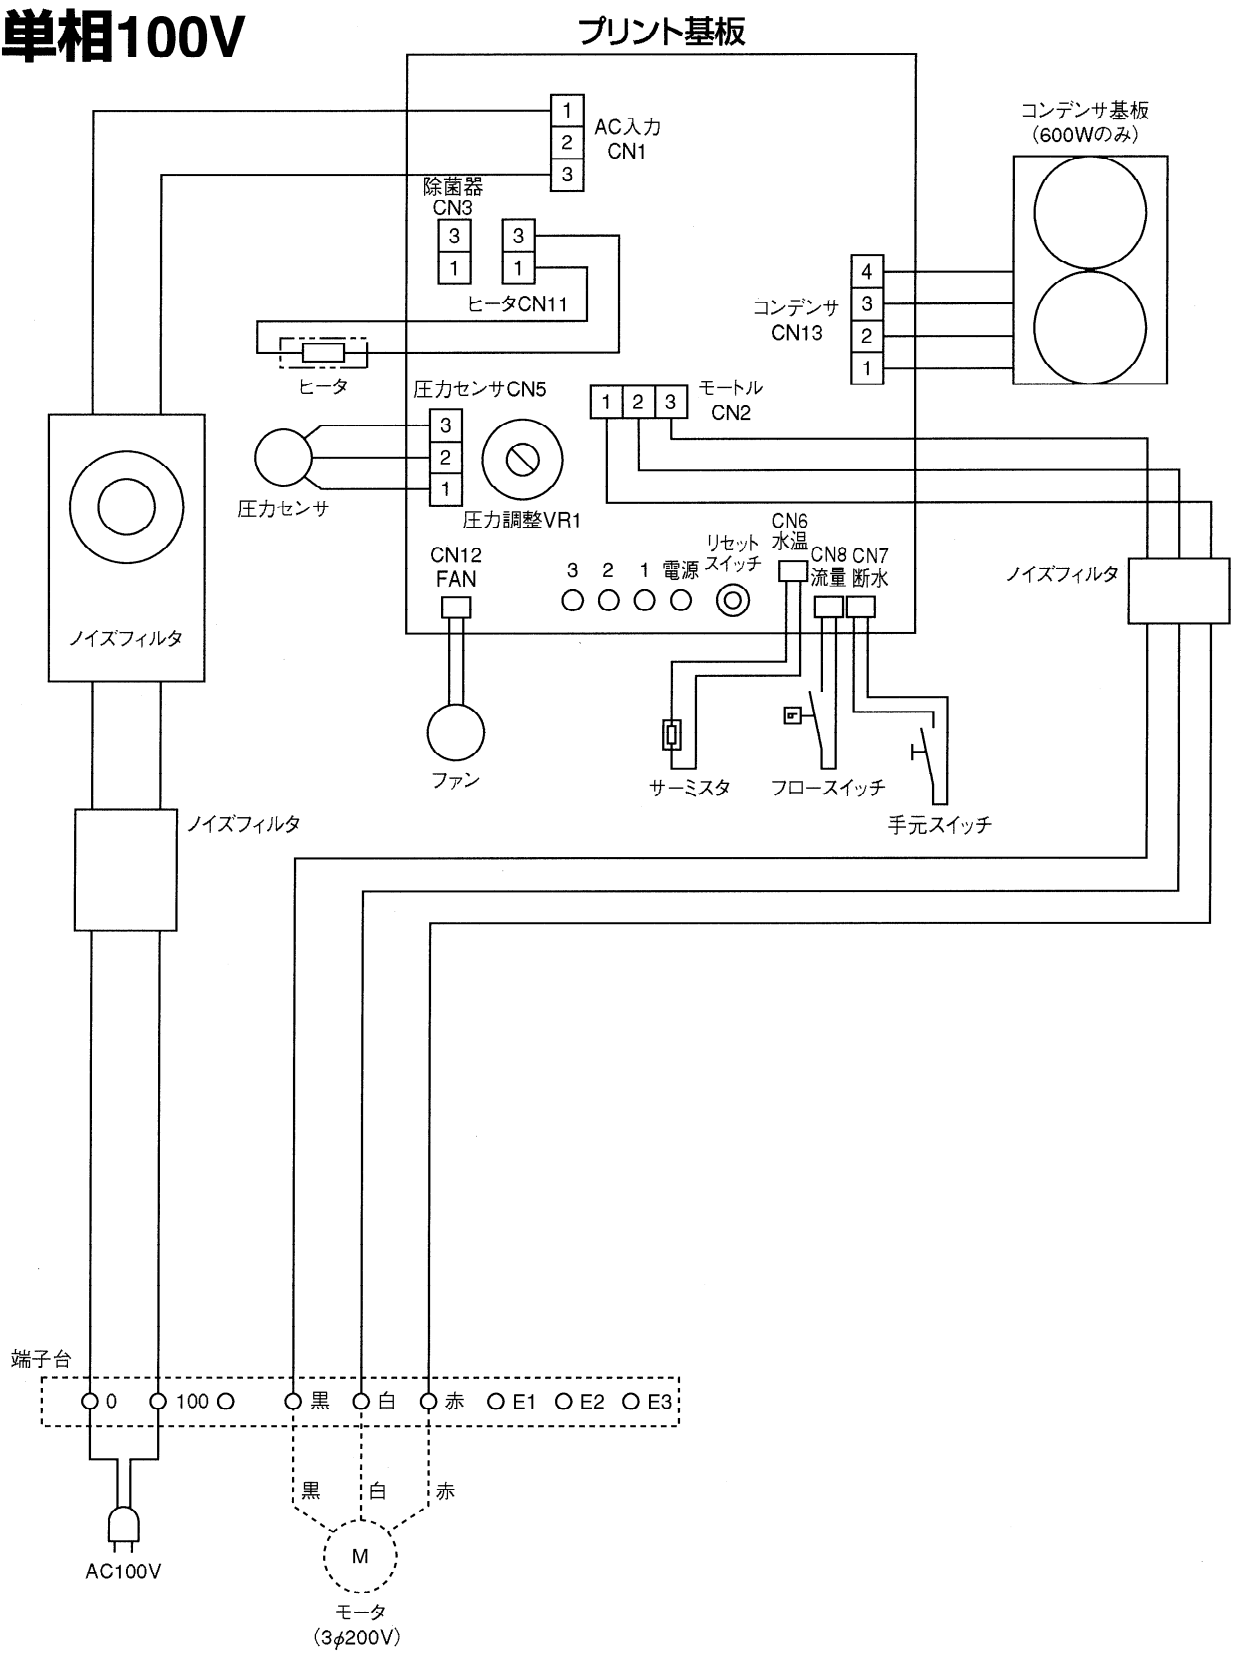 単相100V
プリント基板
1
2
3
AC入力
CN1
コンデンサ基板
(600Wのみ)
除菌器
CN3
3
1
3
1
ヒータCN11
ヒータ
4
3
2
1
コンデンサ
CN13
圧力センサCN5
3
2
1
圧力センサ
圧力調整VR1
1 2 3
モートル
CN2
CN12
FAN
3 2 1 電源
リセット
スイッチ
CN6
水温
CN8
流量
CN7
断水
ノイズフィルタ
ノイズフィルタ
ファン
サーミスタ
フロースイッチ
手元スイッチ
ノイズフィルタ
端子台
0 100 黒 白 赤 E1 E2 E3
黒 白 赤
M
AC100V
モータ
(3φ200V)